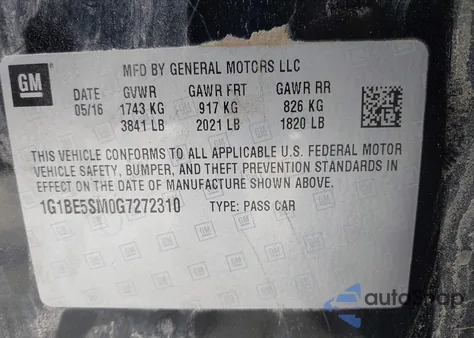 GM
MFD BY GENERAL MOTORS LLC
DATE GVWR GAWR FRT GAWR RR
05/16 1743 KG 917 KG 826 KG
3841 LB 2021 LB 1820 LB
THIS VEHICLE CONFORMS TO ALL APPLICABLE U.S. FEDERAL MOTOR
VEHICLE SAFETY, BUMPER, AND THEFT PREVENTION STANDARDS IN
EFFECT ON THE DATE OF MANUFACTURE SHOWN ABOVE.
1G1BE5SM0G7272310 TYPE: PASS CAR
autoShop